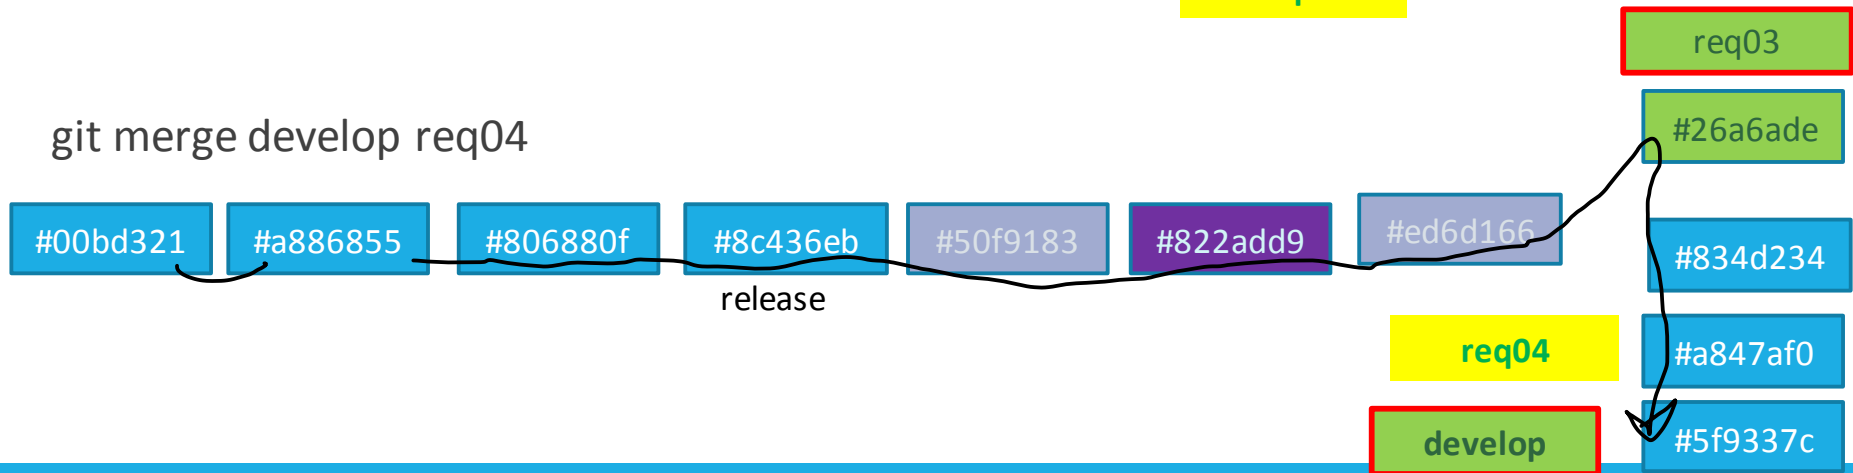 req03
#26a6ade
git merge develop req04
#00bd321 #a886855 #806880f #8c436eb #50f9183 #822add9 #ed6d166
#834d234
release
req04 #a847af0
develop #5f9337c